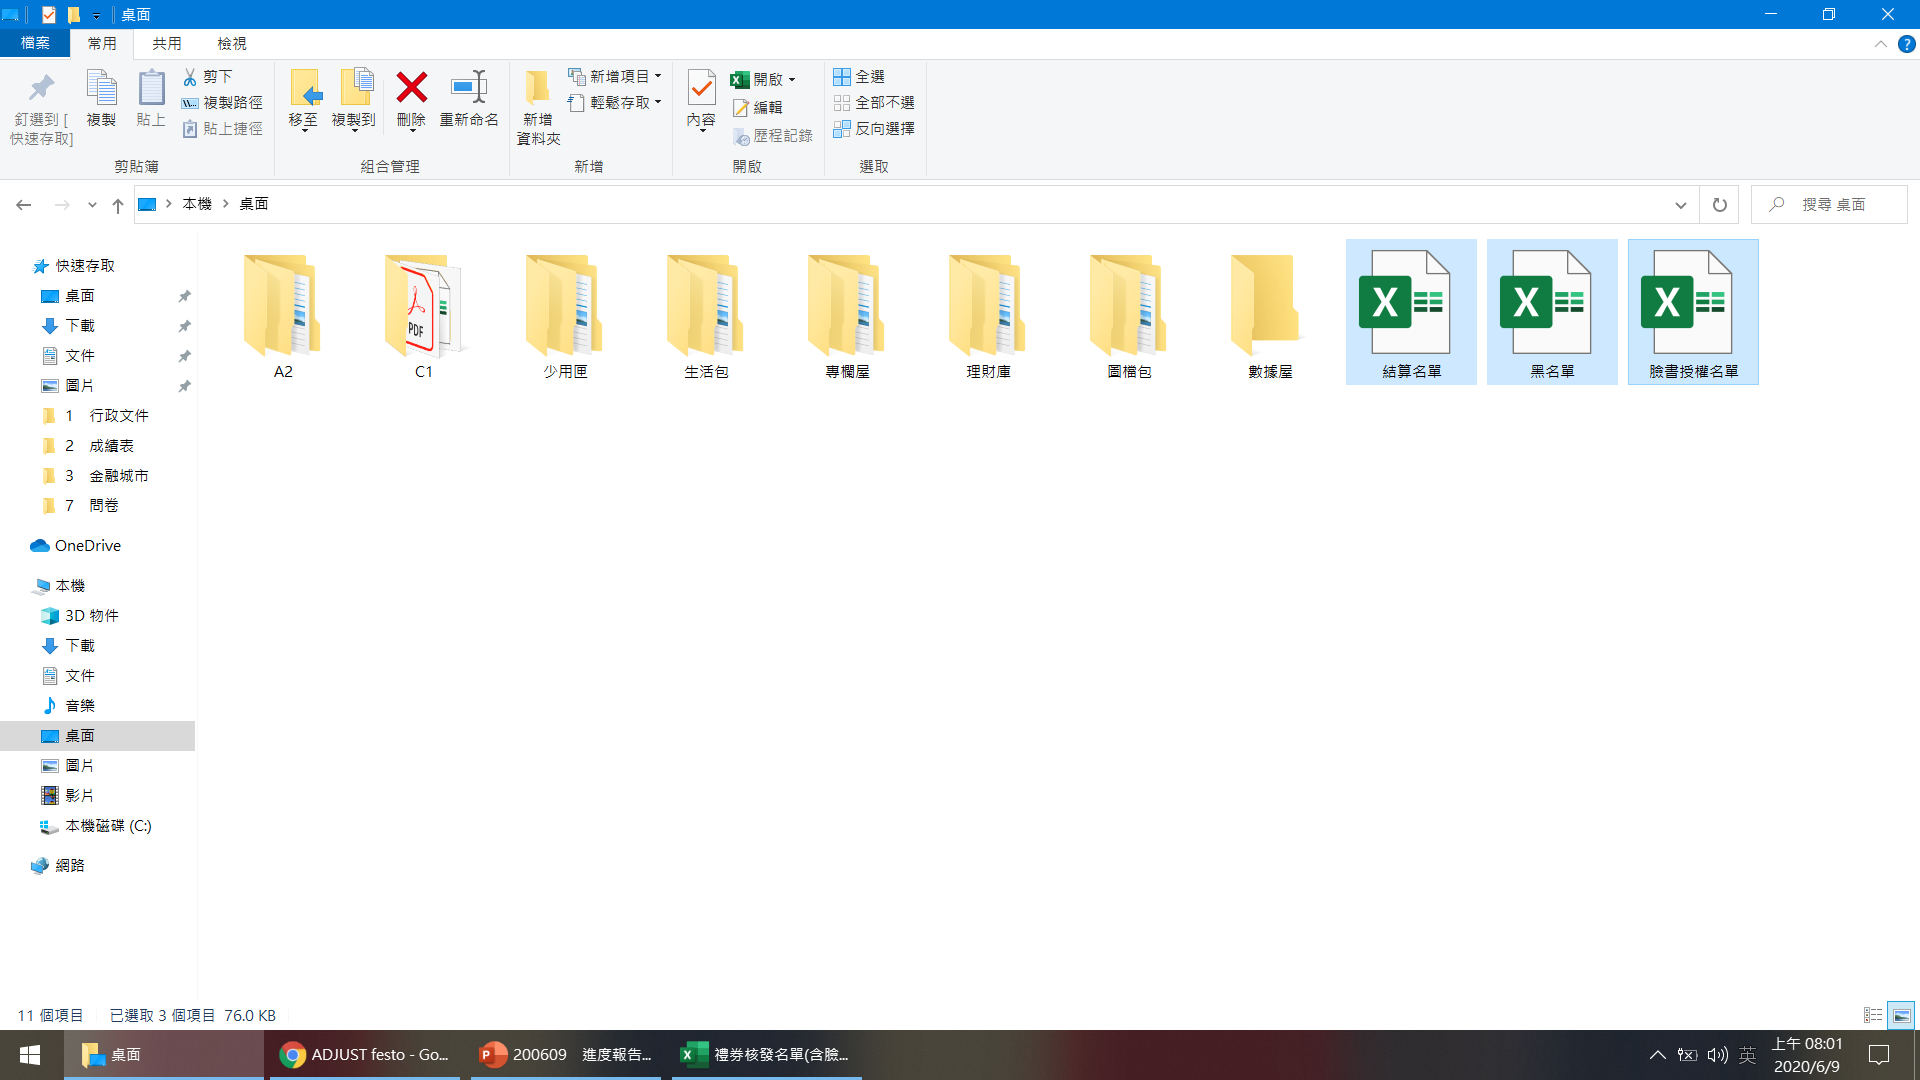 桌面
檔案 常用 共用 檢視
釘選到 [
快速存取]
複製
貼上
剪下
複製路徑
貼上捷徑
剪貼簿
移至
複製到
刪除
重新命名
組合管理
新增
資料夾
新增項目
輕鬆存取
新增
內容
開啟
編輯
歷程記錄
開啟
全選
全部不選
反向選擇
選取
本機 桌面
搜尋 桌面
快速存取
桌面
下載
文件
圖片
1 行政文件
2 成績表
3 金融城市
7 問卷
OneDrive
本機
3D 物件
下載
文件
音樂
桌面
圖片
影片
本機磁碟 (C:)
網路
PDF
A2 C1 少用匣 生活包 專欄屋 理財庫 圖檔包 數據屋 結算名單 黑名單 臉書授權名單
11 個項目 已選取 3 個項目 76.0 KB
桌面
ADJUST festo - Go...
200609 進度報告...
禮券核發名單(含臉...
英
上午 08:01
2020/6/9